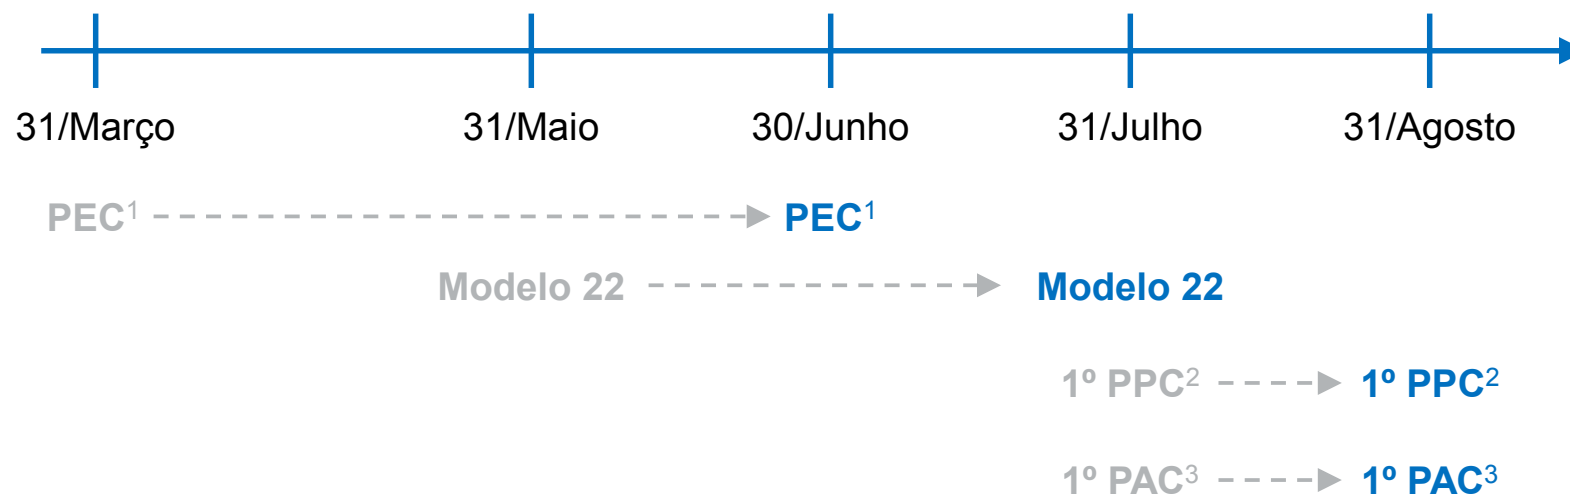 31/Março 31/Maio 30/Junho 31/Julho 31/Agosto
PEC¹ PEC¹
Modelo 22 Modelo 22
1º PPC² 1º PPC²
1º PAC³ 1º PAC³